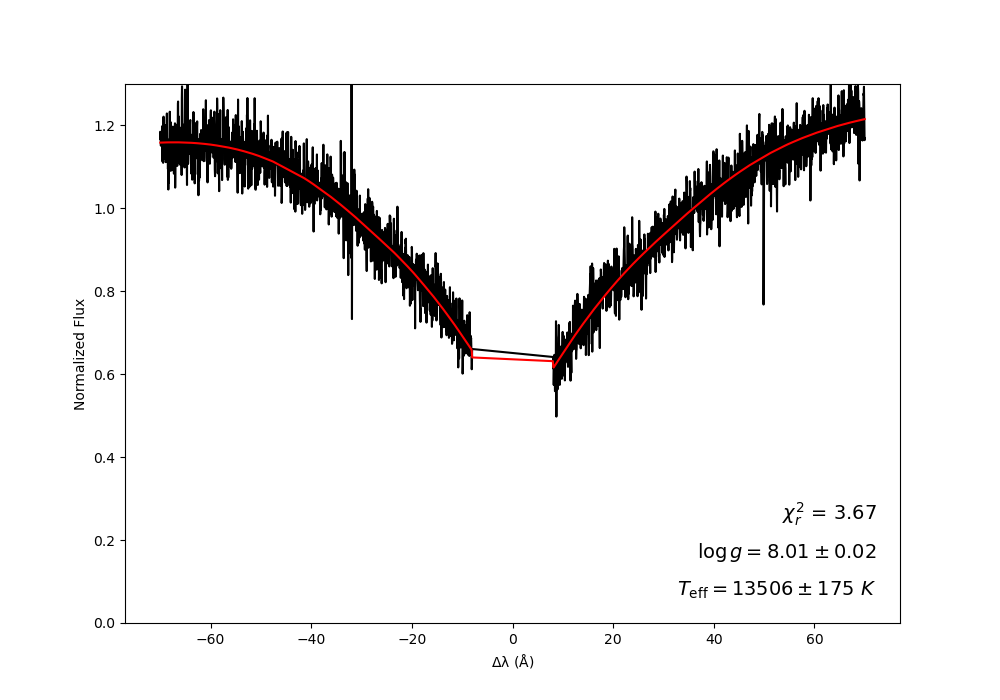 1.2
1.0
0.8
0.6
0.4
0.2
0.0
Normalized Flux
χ²ᵣ = 3.67
log g = 8.01 ± 0.02
T_eff = 13506 ± 175 K
−60 −40 −20 0 20 40 60
Δλ (Å)